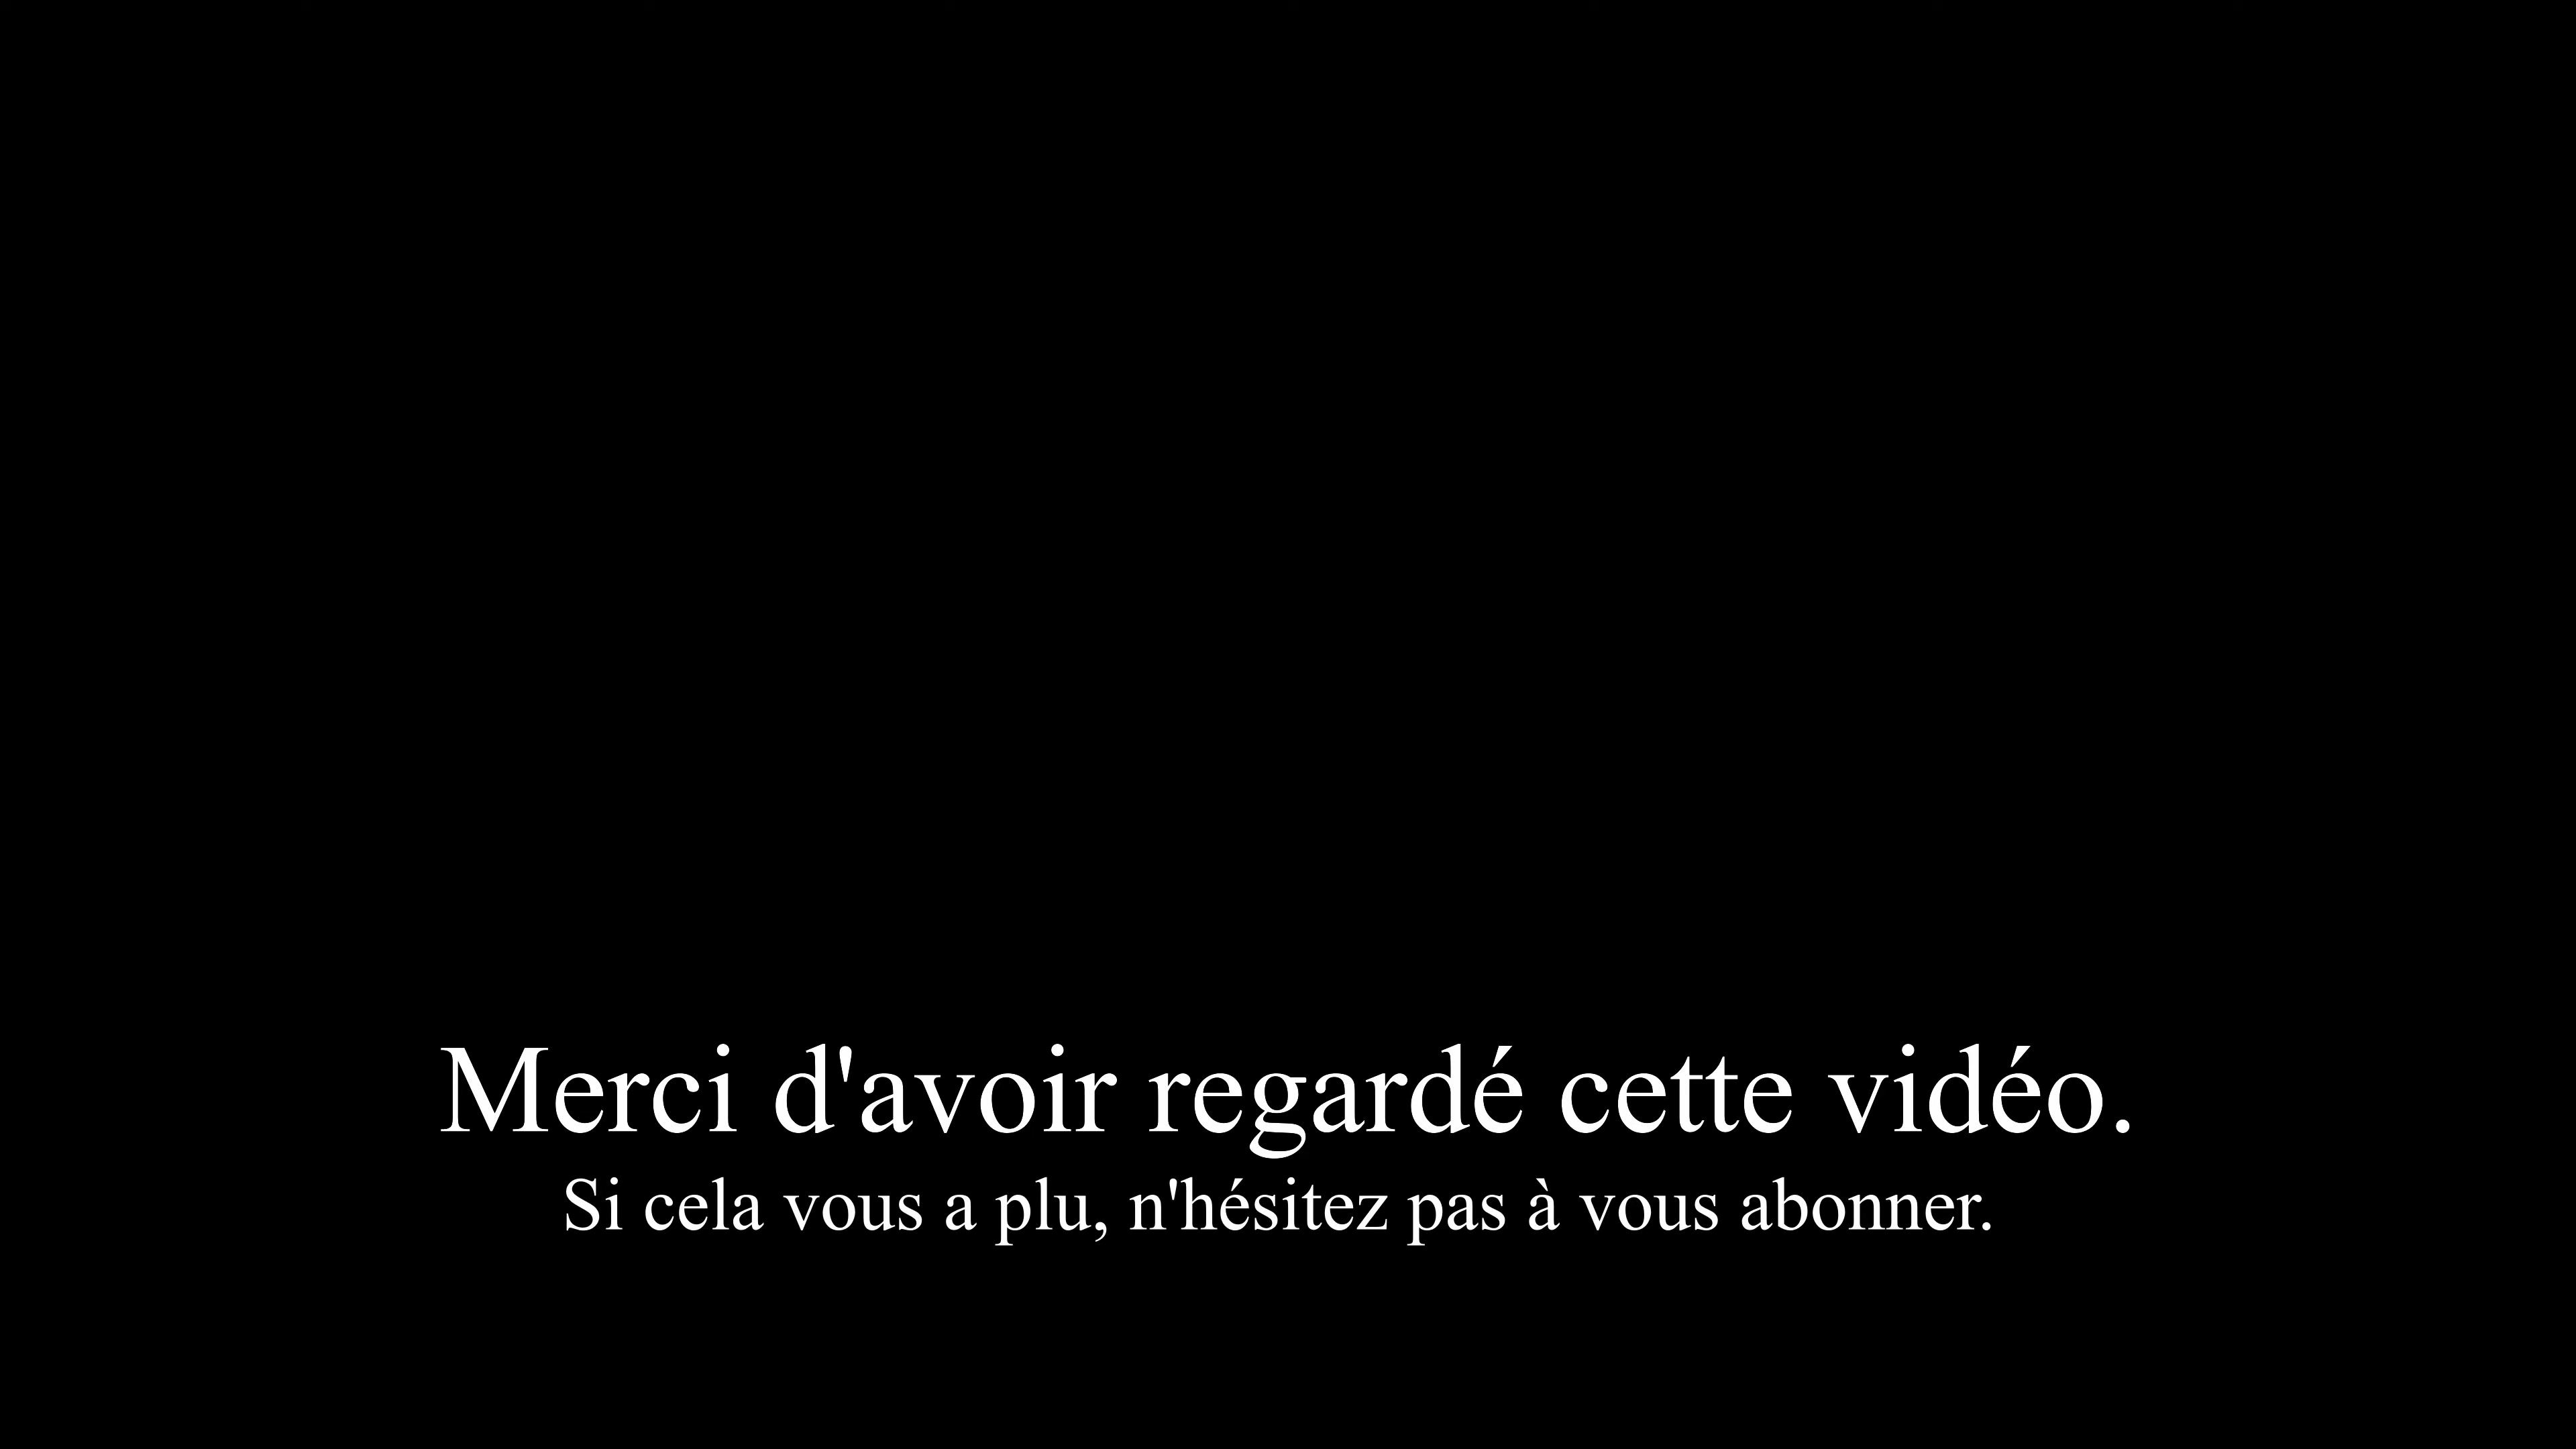 Merci d'avoir regardé cette vidéo.
Si cela vous a plu, n'hésitez pas à vous abonner.